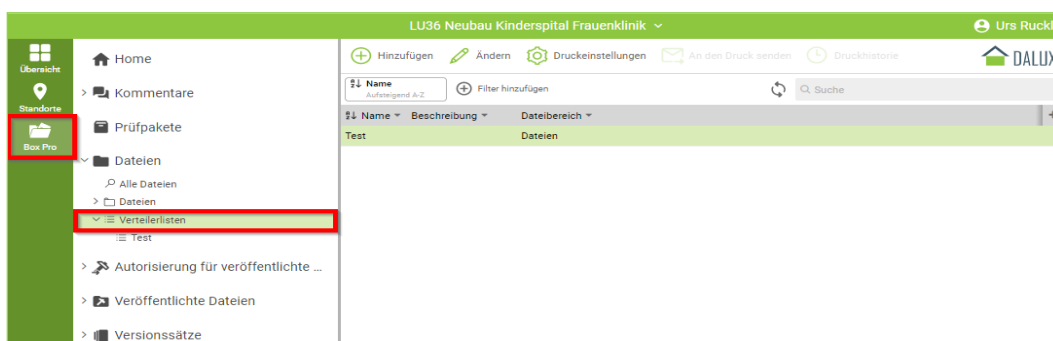 LU36 Neubau Kinderspital Frauenklinik
Urs Ruckl
Übersicht
Standorte
Box Pro
Home
Kommentare
Prüfpakete
Dateien
Alle Dateien
Dateien
Verteilerlisten
Test
Autorisierung für veröffentlichte ...
Veröffentlichte Dateien
Versionssätze
Hinzufügen Ändern Druckeinstellungen An den Druck senden Druckhistorie DALUX
Name
Aufsteigend A-Z
Filter hinzufügen
Suche
Name Beschreibung Dateibereich
Test Dateien